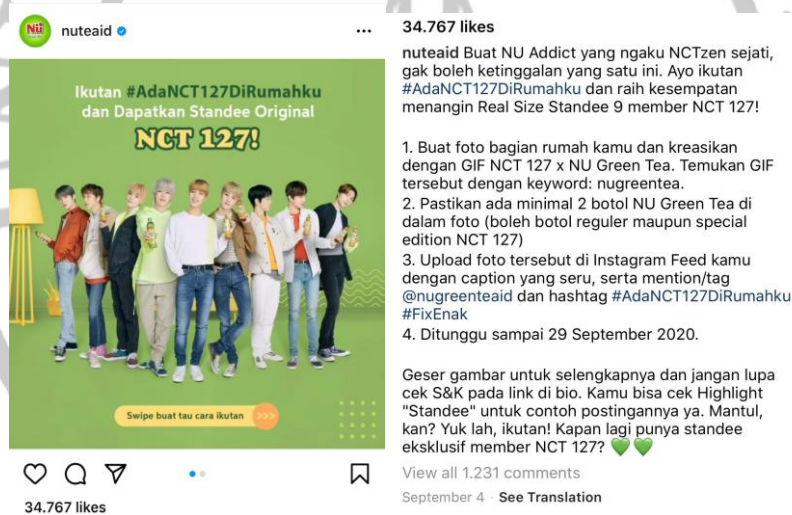 Nü
nuteaid
Ikutan #AdaNCT127DiRumahku
dan Dapatkan Standee Original
NCT 127!
Swipe buat tau cara ikutan >>>
34.767 likes
34.767 likes
nuteaid Buat NU Addict yang ngaku NCTzen sejati,
gak boleh ketinggalan yang satu ini. Ayo ikutan
#AdaNCT127DiRumahku dan raih kesempatan
menangin Real Size Standee 9 member NCT 127!
1. Buat foto bagian rumah kamu dan kreasikan
dengan GIF NCT 127 x NU Green Tea. Temukan GIF
tersebut dengan keyword: nugreentea.
2. Pastikan ada minimal 2 botol NU Green Tea di
dalam foto (boleh botol reguler maupun special
edition NCT 127)
3. Upload foto tersebut di Instagram Feed kamu
dengan caption yang seru, serta mention/tag
@nugreenteaid dan hashtag #AdaNCT127DiRumahku
#FixEnak
4. Ditunggu sampai 29 September 2020.
Geser gambar untuk selengkapnya dan jangan lupa
cek S&K pada link di bio. Kamu bisa cek Highlight
"Standee" untuk contoh postingannya ya. Mantul,
kan? Yuk lah, ikutan! Kapan lagi punya standee
eksklusif member NCT 127? 💚💚
View all 1.231 comments
September 4 · See Translation